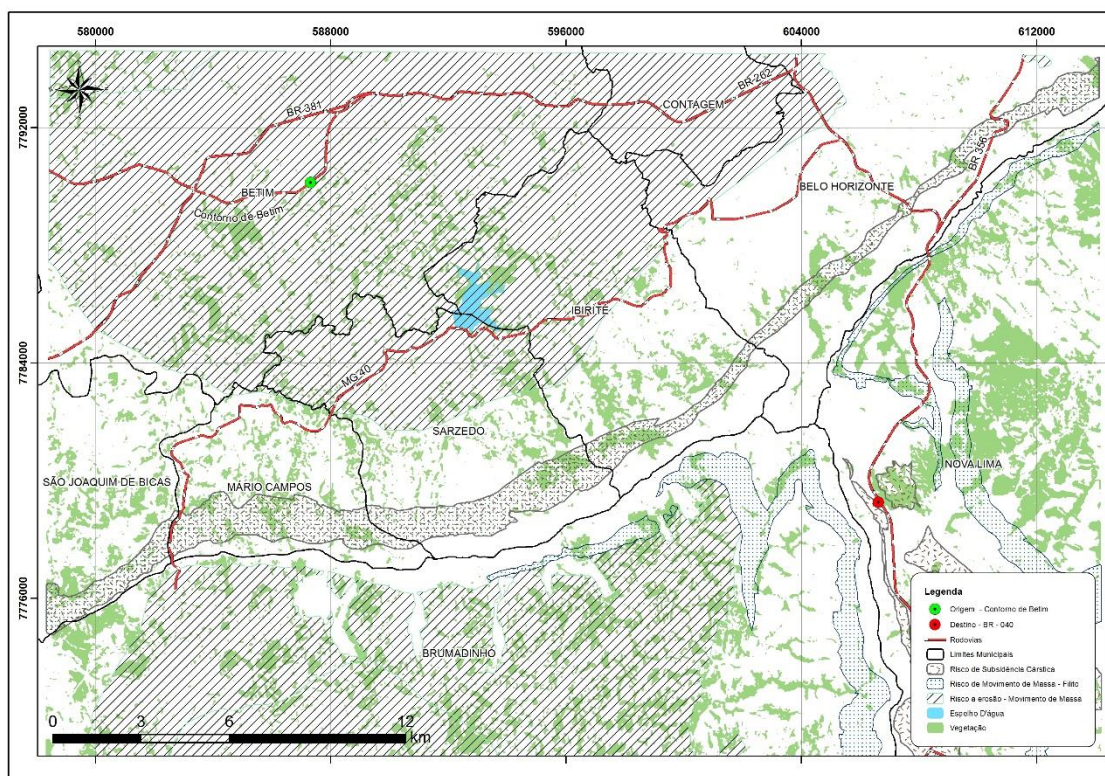 580000 588000 596000 604000 612000
7792000
7784000
7776000
BR 381
BR 262
CONTAGEM
BR 356
BETIM
Contorno de Betim
BELO HORIZONTE
IBIRITÉ
MG 40
SARZEDO
SÃO JOAQUIM DE BICAS
MÁRIO CAMPOS
NOVA LIMA
BRUMADINHO
0 3 6 12
km
Legenda
Origem - Contorno de Betim
Destino - BR - 040
Rodovias
Limites Municipais
Risco de Subsidência Cárstica
Risco de Movimento de Massa - Filito
Risco a erosão - Movimento de Massa
Espelho D'água
Vegetação